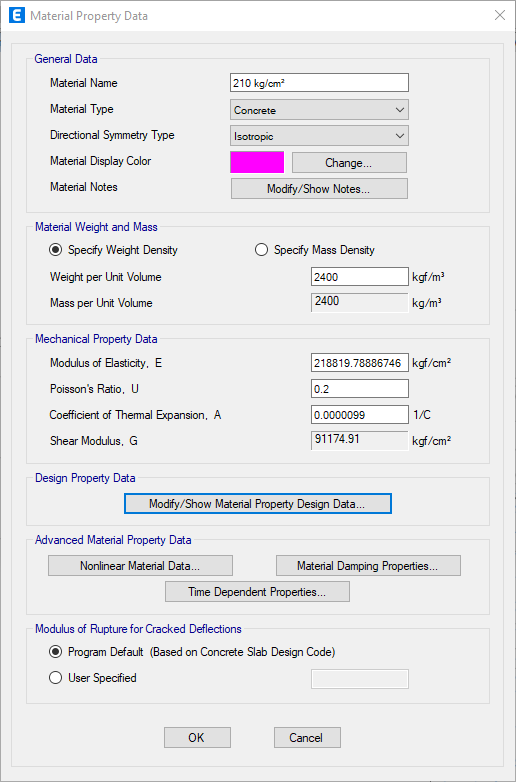 E Material Property Data
General Data
Material Name 210 kg/cm²
Material Type Concrete
Directional Symmetry Type Isotropic
Material Display Color Change...
Material Notes Modify/Show Notes...
Material Weight and Mass
Specify Weight Density Specify Mass Density
Weight per Unit Volume 2400 kgf/m³
Mass per Unit Volume 2400 kg/m³
Mechanical Property Data
Modulus of Elasticity, E 218819.78886746 kgf/cm²
Poisson's Ratio, U 0.2
Coefficient of Thermal Expansion, A 0.0000099 1/C
Shear Modulus, G 91174.91 kgf/cm²
Design Property Data
Modify/Show Material Property Design Data...
Advanced Material Property Data
Nonlinear Material Data... Material Damping Properties...
Time Dependent Properties...
Modulus of Rupture for Cracked Deflections
Program Default (Based on Concrete Slab Design Code)
User Specified
OK Cancel